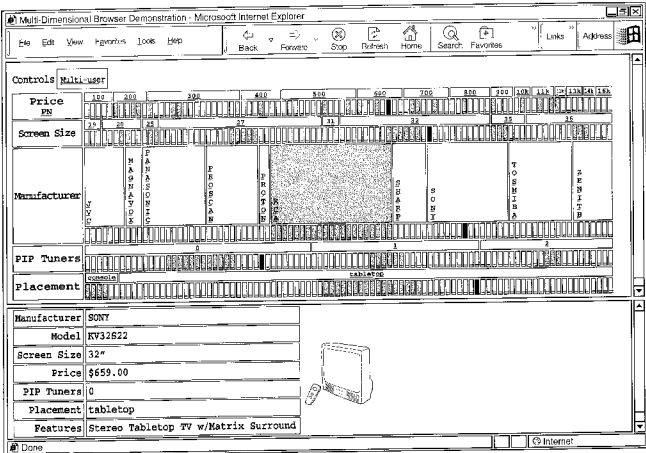 Multi-Dimensional Browser Demonstration - Microsooft Internet Explorer
File Edit View Favorites Tools Help
Back Forward Stop Refresh Home Search Favorites " Links " Address
Controls Multi-user
Price PN 100 200 300 400 500 600 700 800 900 10k 11k 12k 13k 14k 16k
Screen Size 25 27 31 32 35 36
Manufacturer JVC MAGNAVOX PANASONIC PROSCAN PROTON RCA SHARP SONY TOSHIBA ZENITH
PIP Tuners 0 1 2
Placement console tabletop
Manufacturer SONY
Model KV32S22
Screen Size 32"
Price $659.00
PIP Tuners 0
Placement tabletop
Features Stereo Tabletop TV w/Matrix Surround
Done Internet